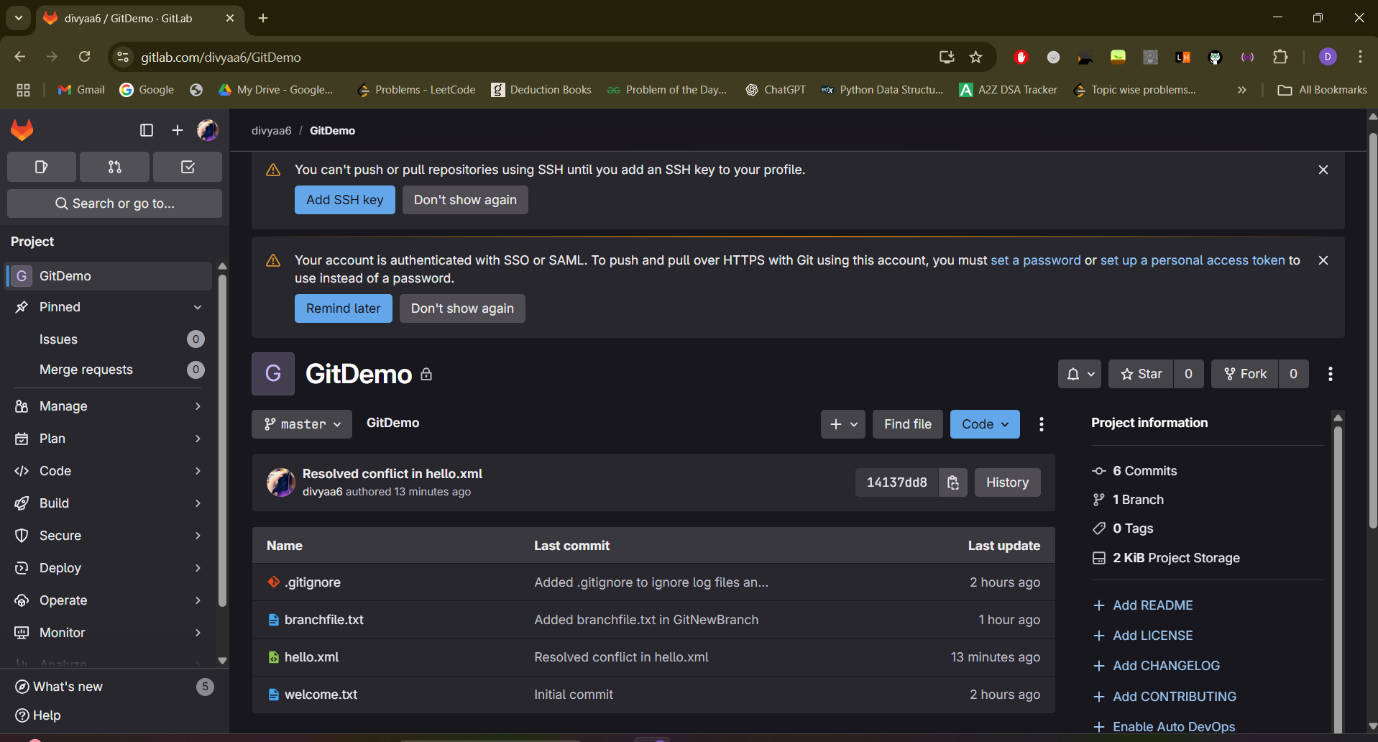 divyaa6 / GitDemo · GitLab
gitlab.com/divyaa6/GitDemo
D
Gmail
Google
My Drive - Google...
Problems - LeetCode
Deduction Books
Problem of the Day...
ChatGPT
Python Data Structu...
A2Z DSA Tracker
Topic wise problems...
All Bookmarks
divyaa6 / GitDemo
You can't push or pull repositories using SSH until you add an SSH key to your profile.
Add SSH key
Don't show again
Search or go to...
Project
G GitDemo
Pinned
Issues 0
Merge requests 0
Manage
Plan
Code
Build
Secure
Deploy
Operate
Monitor
Analyze
What's new 5
Help
Your account is authenticated with SSO or SAML. To push and pull over HTTPS with Git using this account, you must set a password or set up a personal access token to
use instead of a password.
Remind later
Don't show again
G GitDemo
Star 0
Fork 0
master
GitDemo
Find file
Code
Resolved conflict in hello.xml
divyaa6 authored 13 minutes ago
14137dd8
History
Name Last commit Last update
.gitignore Added .gitignore to ignore log files an... 2 hours ago
branchfile.txt Added branchfile.txt in GitNewBranch 1 hour ago
hello.xml Resolved conflict in hello.xml 13 minutes ago
welcome.txt Initial commit 2 hours ago
Project information
6 Commits
1 Branch
0 Tags
2 KiB Project Storage
+ Add README
+ Add LICENSE
+ Add CHANGELOG
+ Add CONTRIBUTING
+ Enable Auto DevOps